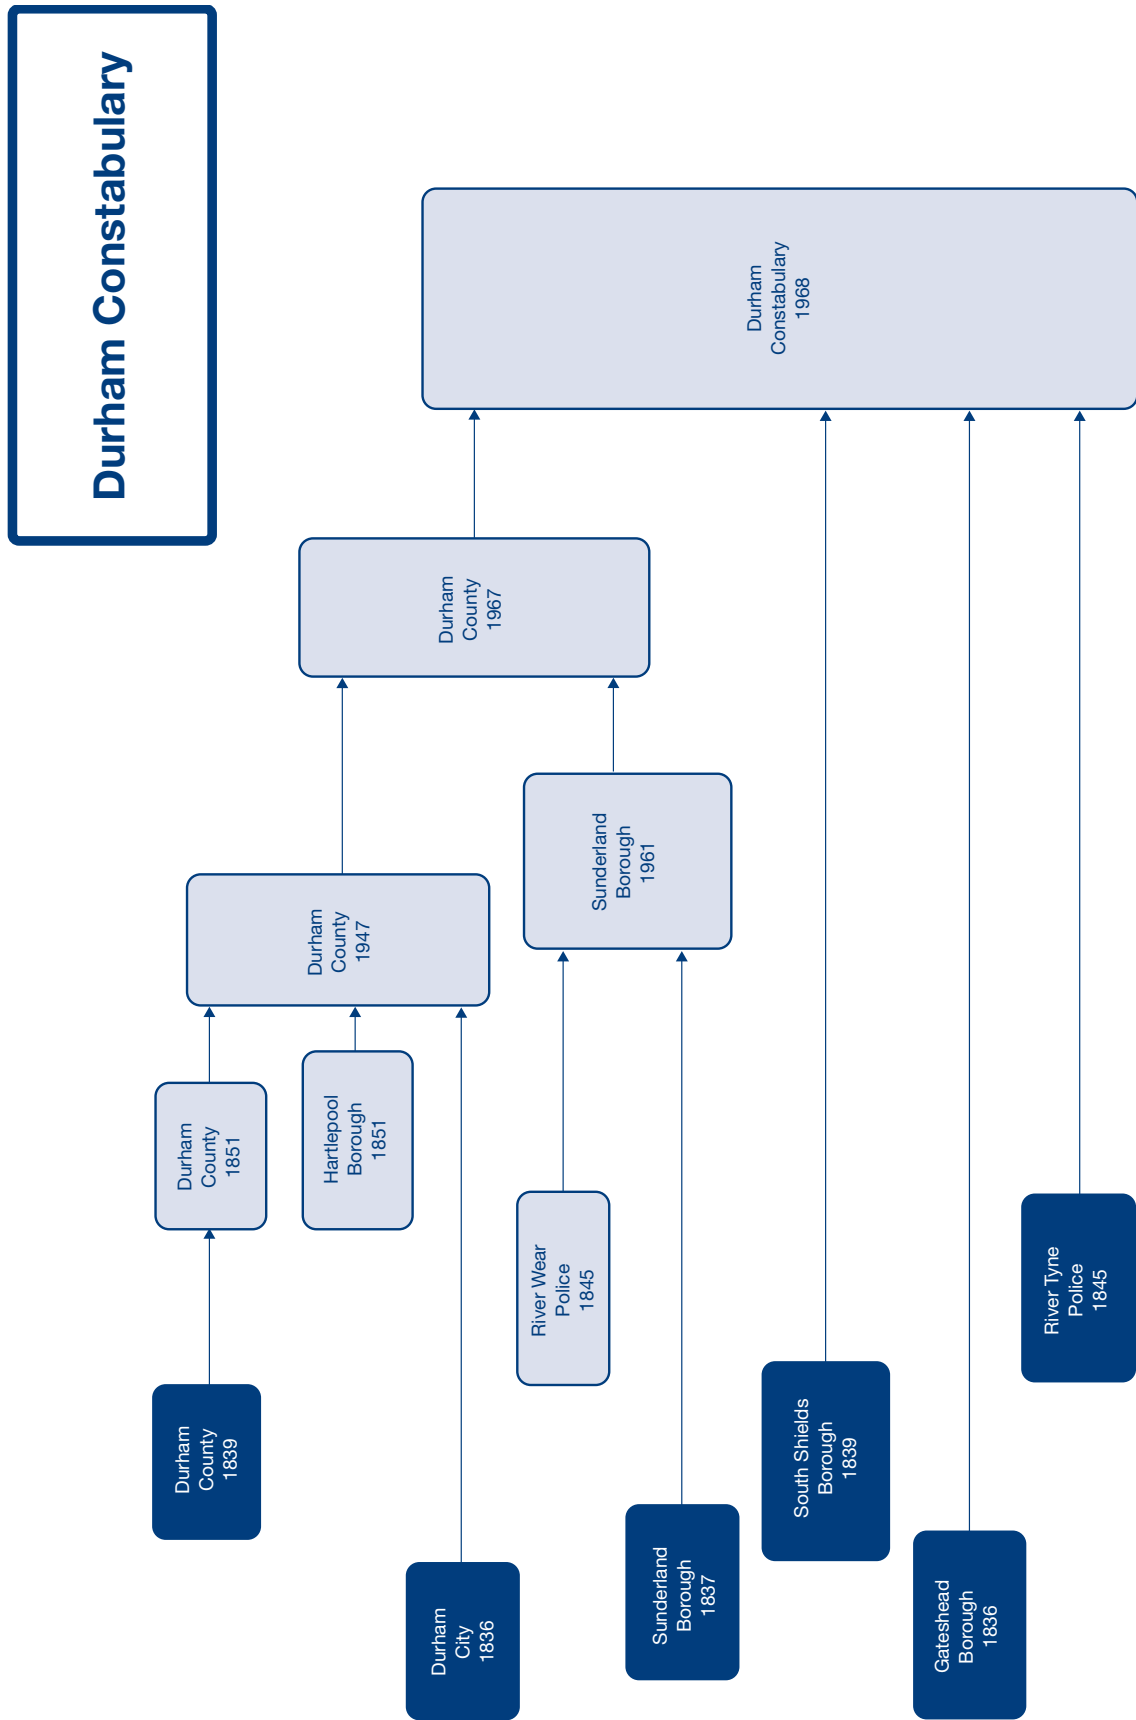 Durham Constabulary
Durham
County
1839
Durham
County
1851
Hartlepool
Borough
1851
Durham
City
1836
Durham
County
1947
River Wear
Police
1845
Sunderland
Borough
1837
Sunderland
Borough
1961
Durham
County
1967
South Shields
Borough
1839
Gateshead
Borough
1836
River Tyne
Police
1845
Durham
Constabulary
1968